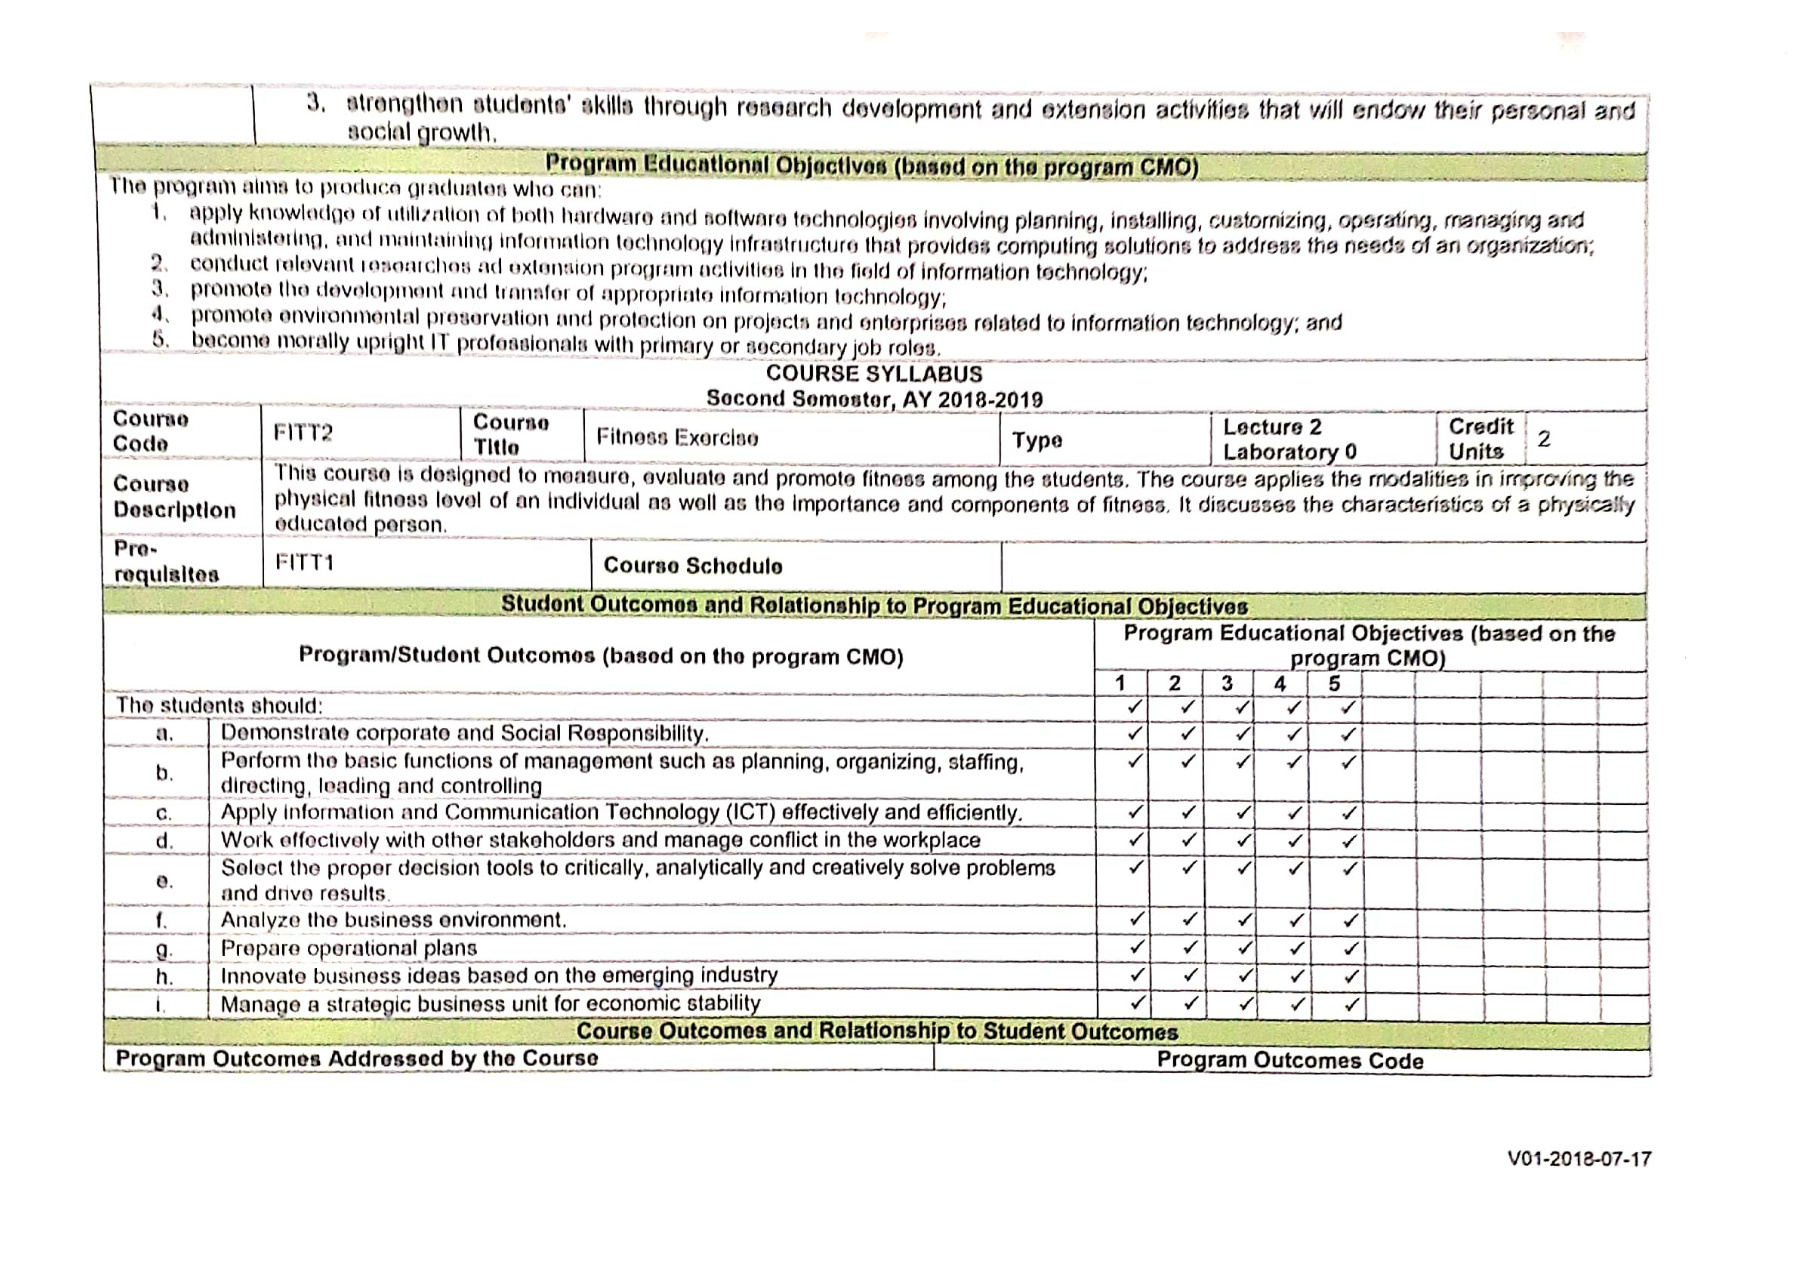 3. strengthen students' skills through research development and extension activities that will endow their personal and
social growth.
Program Educational Objectives (based on the program CMO)
The program aims to produce graduates who can:
1. apply knowledge of utilization of both hardware and software technologies involving planning, installing, customizing, operating, managing and
administering, and maintaining information technology infrastructure that provides computing solutions to address the needs of an organization;
2. conduct relevant researches ad extension program activities in the field of information technology;
3. promote the development and transfer of appropriate information technology;
4. promote environmental preservation and protection on projects and enterprises related to information technology; and
5. become morally upright IT professionals with primary or secondary job roles.
COURSE SYLLABUS
Second Semester, AY 2018-2019
Course Code FITT2 Course Title Fitness Exercise Type Lecture 2 Laboratory 0 Credit Units 2
Course Description
This course is designed to measure, evaluate and promote fitness among the students. The course applies the modalities in improving the
physical fitness level of an individual as well as the importance and components of fitness. It discusses the characteristics of a physically
educated person.
Pre-requisites FITT1 Course Schedule
Student Outcomes and Relationship to Program Educational Objectives
Program/Student Outcomes (based on the program CMO)
Program Educational Objectives (based on the
program CMO)
1 2 3 4 5
The students should: ✓ ✓ ✓ ✓ ✓
a. Demonstrate corporate and Social Responsibility. ✓ ✓ ✓ ✓ ✓
b. Perform the basic functions of management such as planning, organizing, staffing, ✓ ✓ ✓ ✓ ✓
directing, leading and controlling
c. Apply Information and Communication Technology (ICT) effectively and efficiently. ✓ ✓ ✓ ✓ ✓
d. Work effectively with other stakeholders and manage conflict in the workplace ✓ ✓ ✓ ✓ ✓
e. Select the proper decision tools to critically, analytically and creatively solve problems ✓ ✓ ✓ ✓ ✓
and drive results.
f. Analyze the business environment. ✓ ✓ ✓ ✓ ✓
g. Prepare operational plans ✓ ✓ ✓ ✓ ✓
h. Innovate business ideas based on the emerging industry ✓ ✓ ✓ ✓ ✓
i. Manage a strategic business unit for economic stability ✓ ✓ ✓ ✓ ✓
Course Outcomes and Relationship to Student Outcomes
Program Outcomes Addressed by the Course Program Outcomes Code
V01-2018-07-17